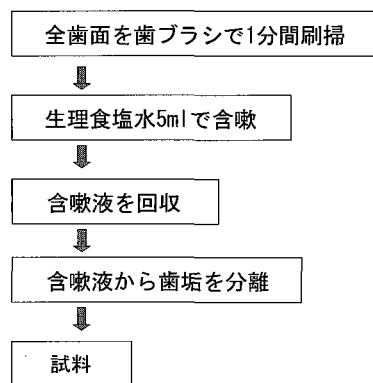 全歯面を歯ブラシで1分間刷掃
生理食塩水5mlで含嗽
含嗽液を回収
含嗽液から歯垢を分離
試料